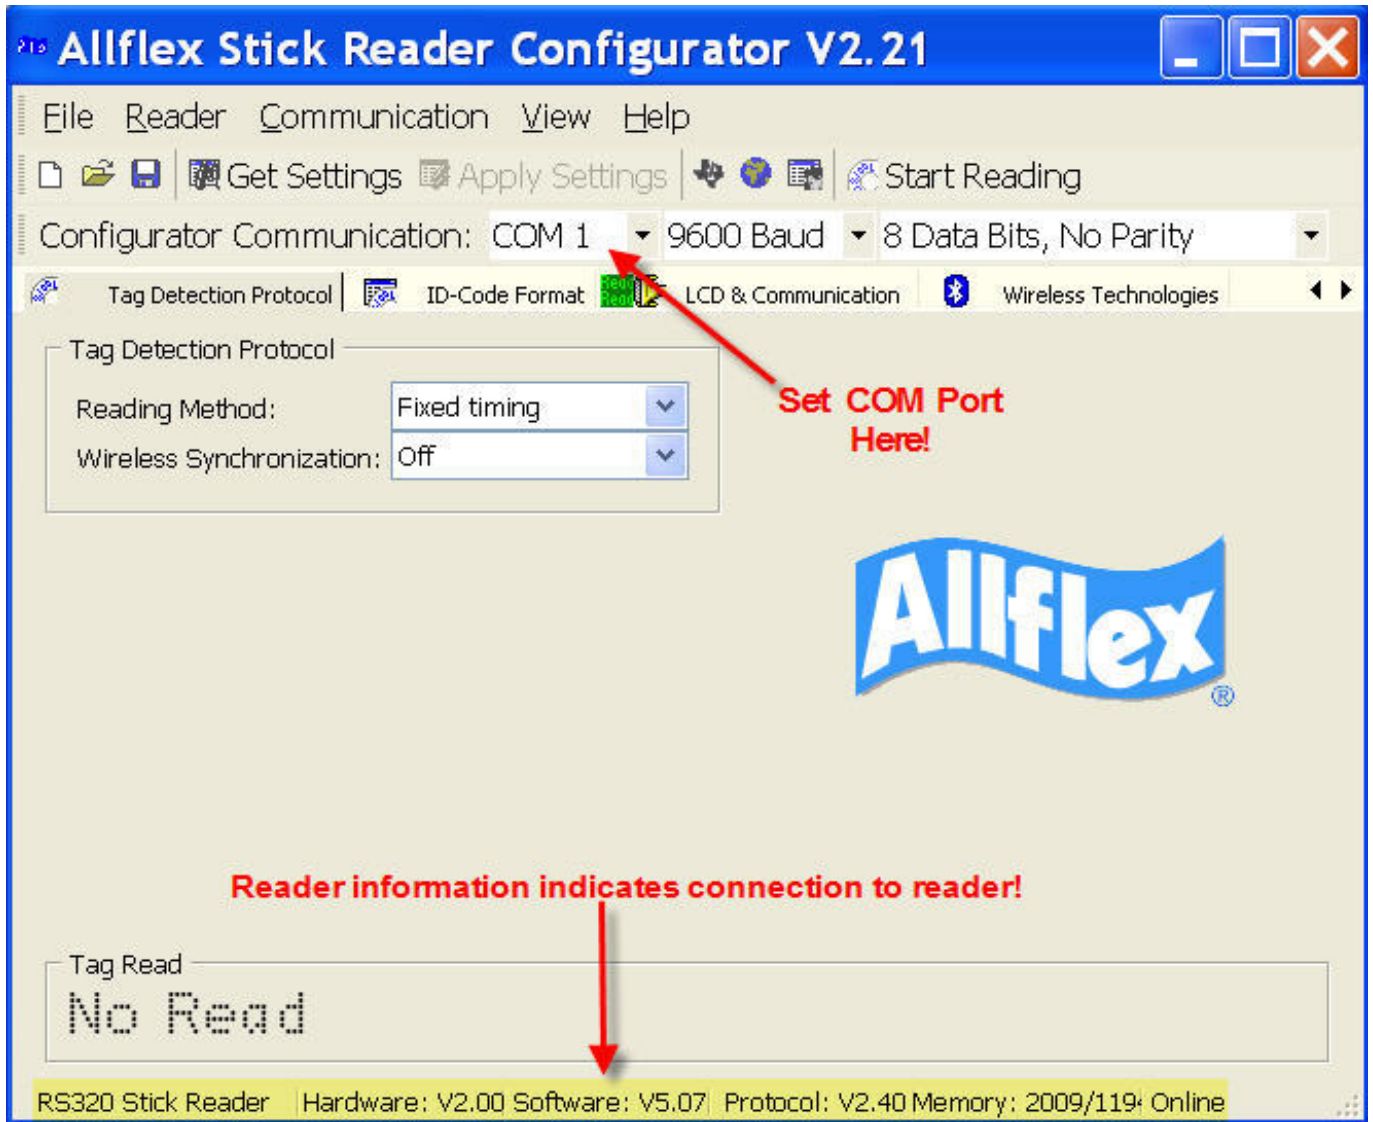 Allflex Stick Reader Configurator V2.21
File Reader Communication View Help
Get Settings Apply Settings Start Reading
Configurator Communication: COM 1 9600 Baud 8 Data Bits, No Parity
Tag Detection Protocol ID-Code Format LCD & Communication Wireless Technologies
Tag Detection Protocol
Reading Method: Fixed timing
Wireless Synchronization: Off
Set COM Port
Here!
Allflex
®
Reader information indicates connection to reader!
Tag Read
No Read
RS320 Stick Reader Hardware: V2.00 Software: V5.07 Protocol: V2.40 Memory: 2009/119 Online